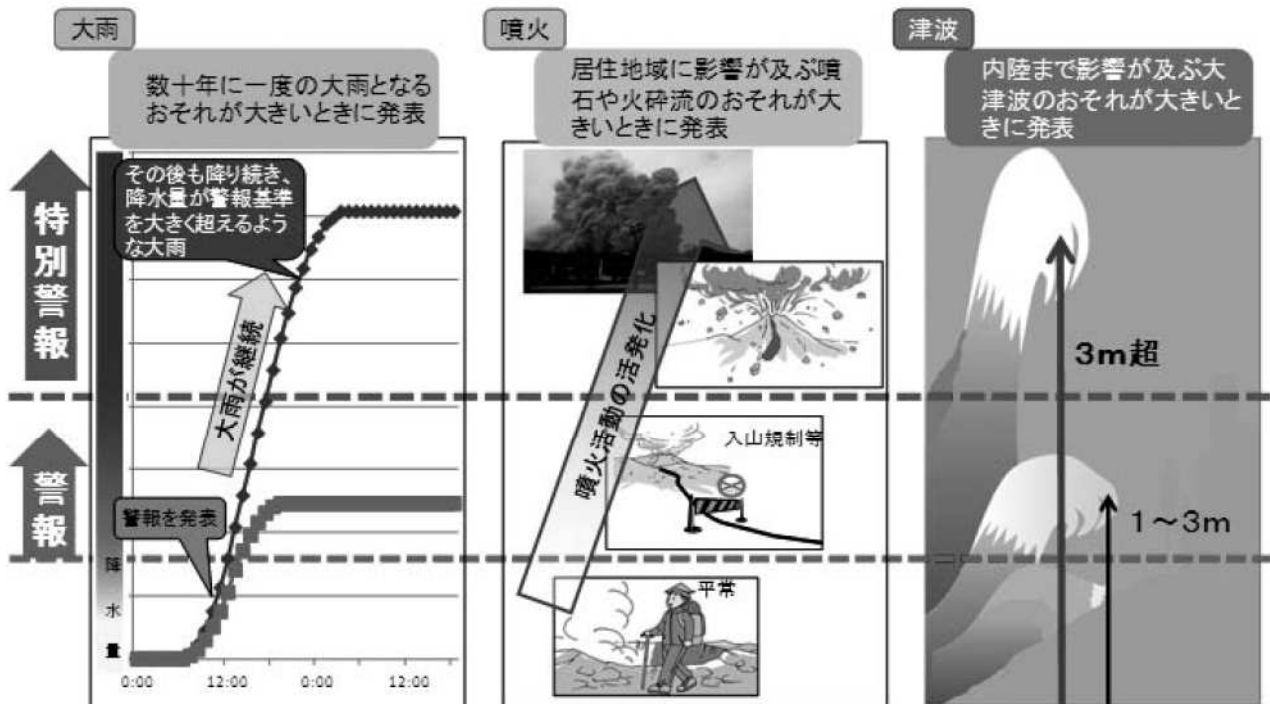 大雨
数十年に一度の大雨となる
おそれが大きいときに発表
その後も降り続き、
降水量が警報基準
を大きく超えるよう
な大雨
大雨が継続
警報を発表
特別警報
警報
降水量
0:00
12:00
0:00
12:00
噴火
居住地域に影響が及ぶ噴
石や火砕流のおそれが大
きいときに発表
噴火活動の活発化
入山規制等
平常
津波
内陸まで影響が及ぶ大
津波のおそれが大きいと
きに発表
3m超
1～3m